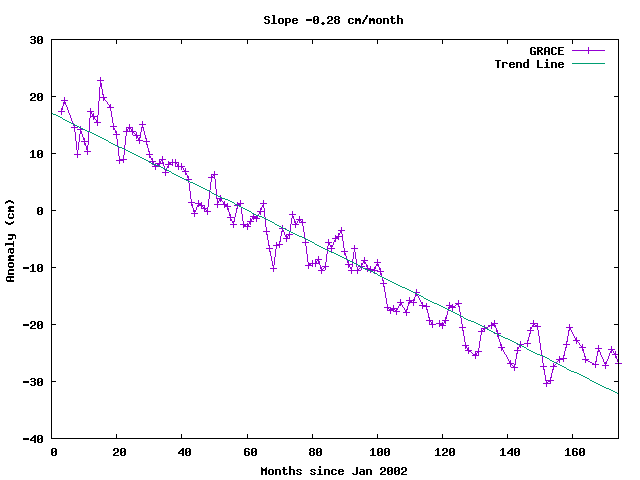 Slope -0.28 cm/month
30
20
10
0
-10
-20
-30
-40
Anomaly (cm)
GRACE
Trend Line
0 20 40 60 80 100 120 140 160
Months since Jan 2002